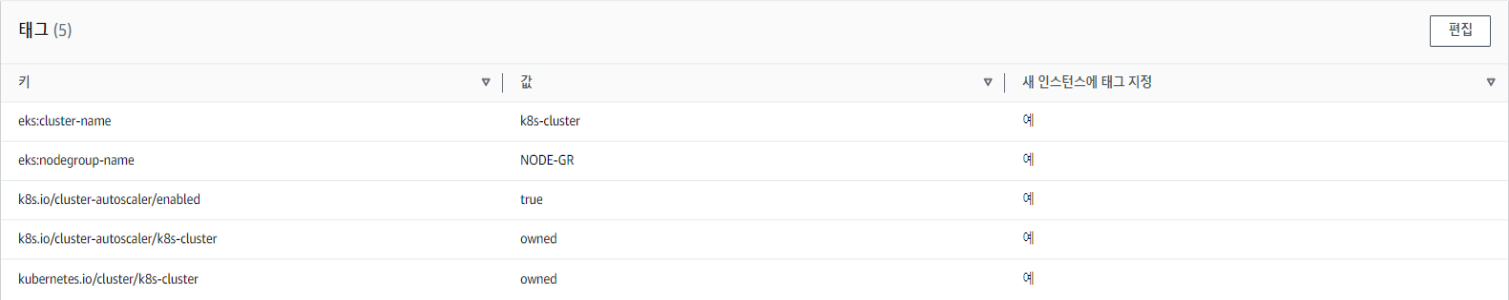 태그 (5) 편집
키 값 새 인스턴스에 태그 지정
eks:cluster-name k8s-cluster 예
eks:nodegroup-name NODE-GR 예
k8s.io/cluster-autoscaler/enabled true 예
k8s.io/cluster-autoscaler/k8s-cluster owned 예
kubernetes.io/cluster/k8s-cluster owned 예